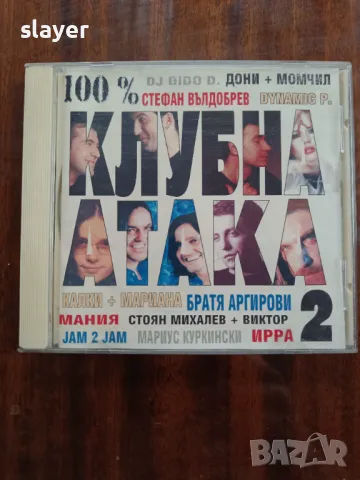 slayer
100 % DJ GIGO D. ДОНИ + МОМЧИЛ
СТЕФАН ВЪЛДОБРЕВ DYNAMIC P.
КЛУБНА
АТАКА
КАЛКИ + МАРИАНА БРАТЯ АРГИРОВИ 2
МАНИЯ СТОЯН МИХАЛЕВ + ВИКТОР
JAM 2 JAM МАРИУС КУРКИНСКИ ИРРА
BAZAR